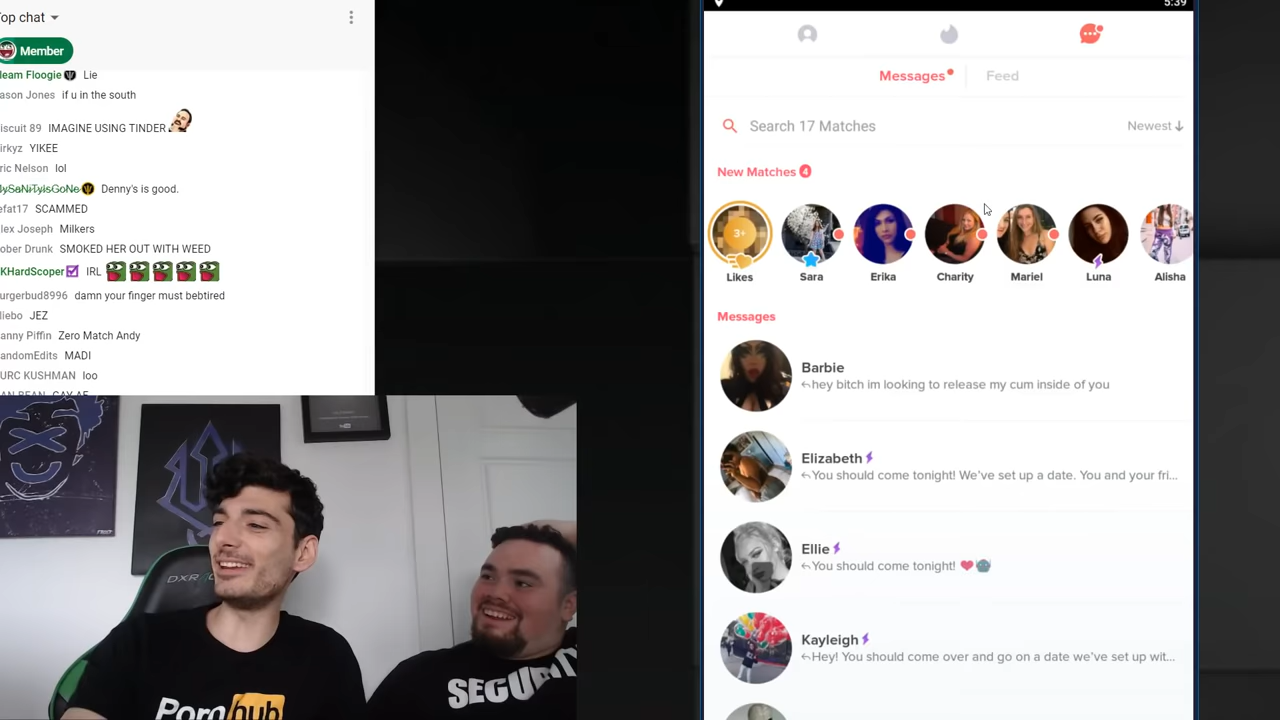 op chat
Member
leam Floogie Lie
ason Jones if u in the south
iscuit 89 IMAGINE USING TINDER
irkyz YIKEE
ric Nelson lol
ySaNiTyIsGoNe Denny's is good.
efat17 SCAMMED
lex Joseph Milkers
ober Drunk SMOKED HER OUT WITH WEED
KHardScoper IRL
urgerbud8996 damn your finger must bebtired
liebo JEZ
anny Piffin Zero Match Andy
andomEdits MADI
URC KUSHMAN loo
5:39
Messages
Feed
Search 17 Matches
Newest
New Matches 4
3+
Likes
Sara
Erika
Charity
Mariel
Luna
Alisha
Messages
Barbie
hey bitch im looking to release my cum inside of you
Elizabeth
You should come tonight! We've set up a date. You and your fri...
Ellie
You should come tonight!
Kayleigh
Hey! You should come over and go on a date we've set up wit...
DXR
Porn hub
SECURIT